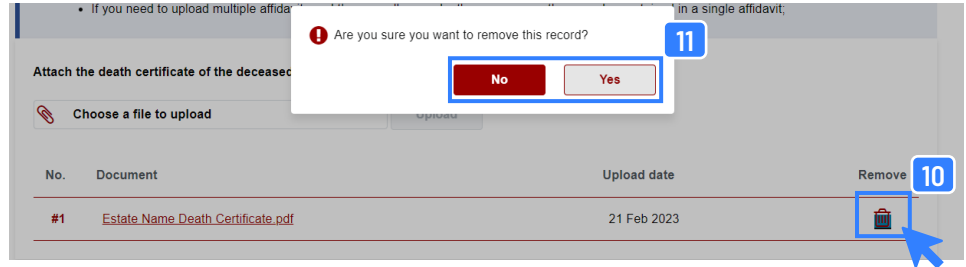 If you need to upload multiple affida in a single affidavit;
Are you sure you want to remove this record?
11
No Yes
Attach the death certificate of the deceased
Choose a file to upload Upload
No. Document Upload date Remove 10
#1 Estate Name Death Certificate.pdf 21 Feb 2023